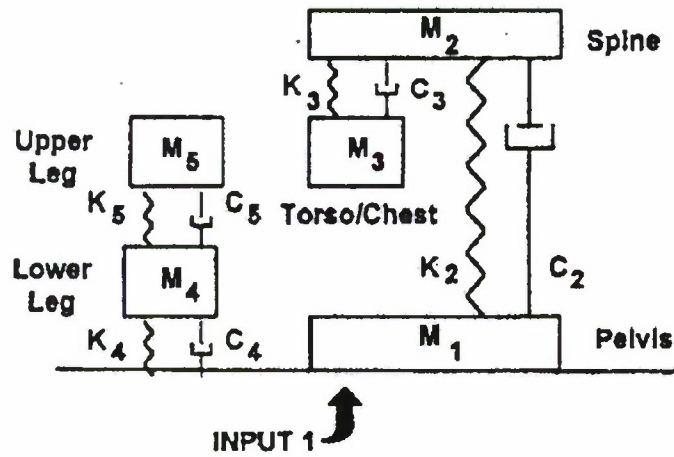 M2
Spine
K3
C3
Upper
Leg
M5
M3
Torso/Chest
K5
C5
Lower
Leg
M4
K2
C2
K4
C4
M1
Pelvis
INPUT 1